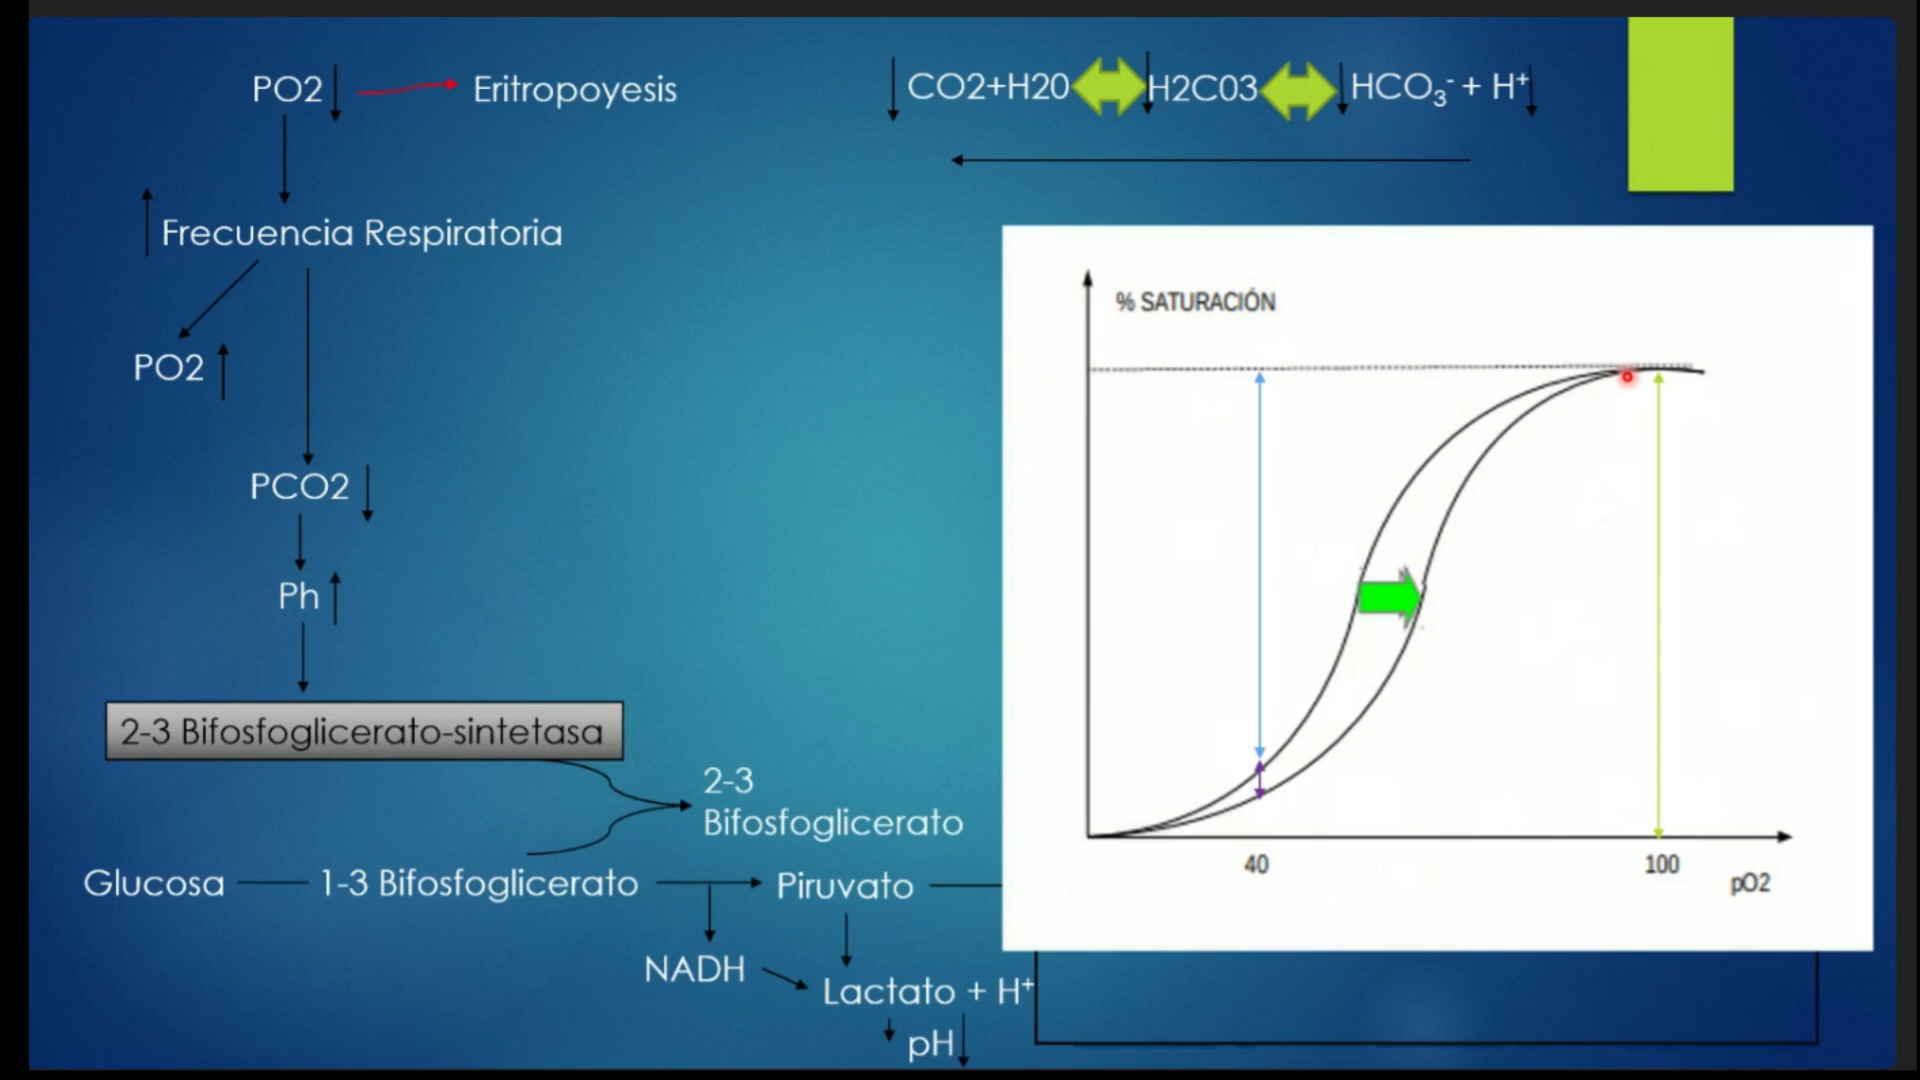 PO2
Eritropoyesis
CO2+H20
H2C03
HCO₃⁻ + H⁺
Frecuencia Respiratoria
PO2
PCO2
Ph
2-3 Bifosfoglicerato-sintetasa
2-3
Bifosfoglicerato
Glucosa
1-3 Bifosfoglicerato
Piruvato
NADH
Lactato + H⁺
pH
% SATURACIÓN
40
100
pO2